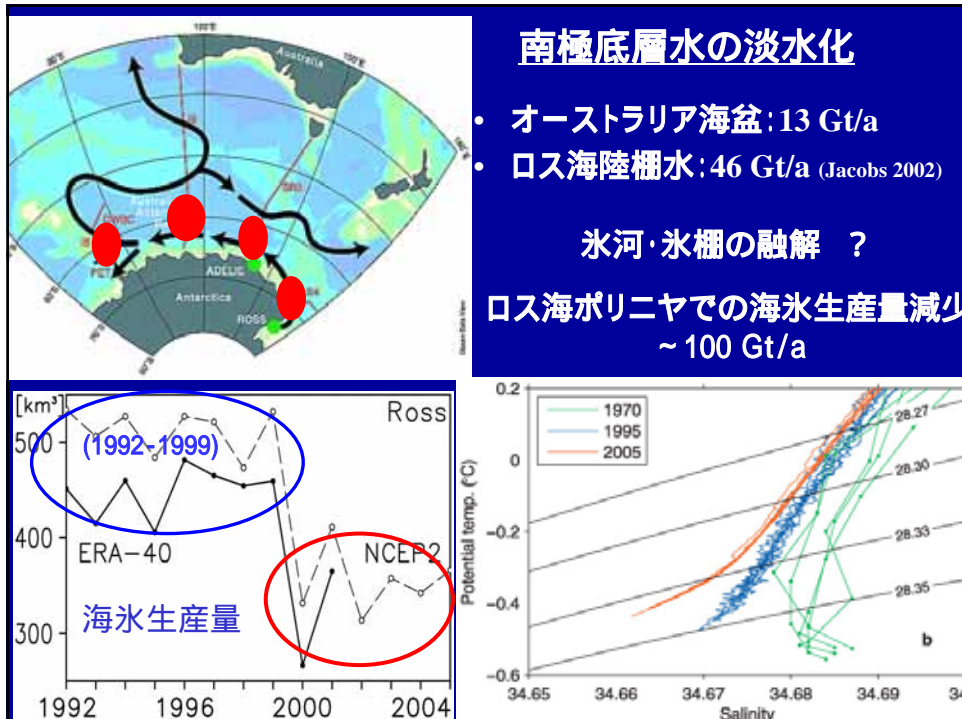 南極底層水の淡水化
• オーストラリア海盆:13 Gt/a
• ロス海陸棚水:46 Gt/a (Jacobs 2002)
氷河・氷棚の融解 ?
ロス海ポリニヤでの海氷生産量減少
~100 Gt/a
100°E
Australia
ADELIE
Antarctica
ROSS
[km³]
Ross
500
(1992-1999)
400
ERA-40
NCEP2
海氷生産量
300
1992
1996
2000
2004
0.2
1970
1995
2005
28.27
0
28.30
Potential temp. (°C)
-0.2
28.33
-0.4
28.35
b
-0.6
34.65
34.66
34.67
34.68
34.69
Salinity